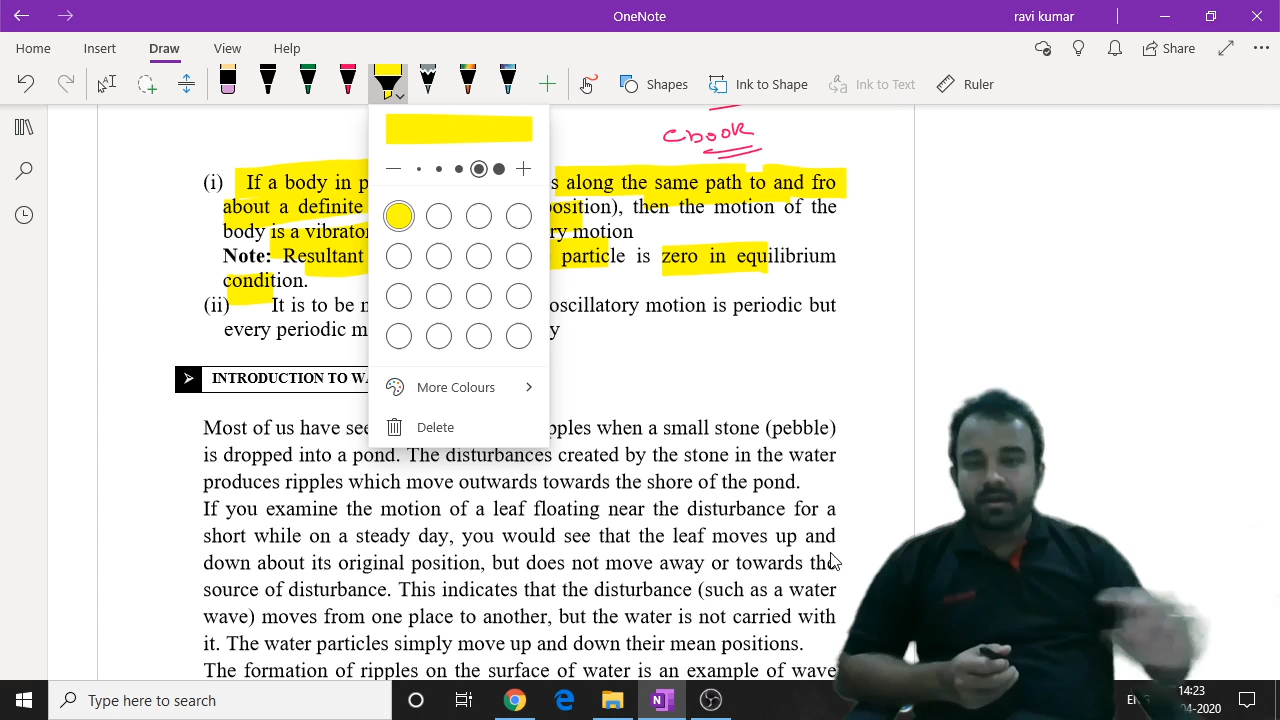 OneNote
ravi kumar
Home Insert Draw View Help
Share
Shapes Ink to Shape Ink to Text Ruler
ebook
(i) If a body in p s along the same path to and fro
about a definite position), then the motion of the
body is a vibrator ry motion
Note: Resultant particle is zero in equilibrium
condition.
(ii) It is to be oscillatory motion is periodic but
every periodic m y
➤ INTRODUCTION TO WA
More Colours
Delete
Most of us have see pples when a small stone (pebble)
is dropped into a pond. The disturbances created by the stone in the water
produces ripples which move outwards towards the shore of the pond.
If you examine the motion of a leaf floating near the disturbance for a
short while on a steady day, you would see that the leaf moves up and
down about its original position, but does not move away or towards the
source of disturbance. This indicates that the disturbance (such as a water
wave) moves from one place to another, but the water is not carried with
it. The water particles simply move up and down their mean positions.
The formation of ripples on the surface of water is an example of wave
Type here to search
14:23
04-2020